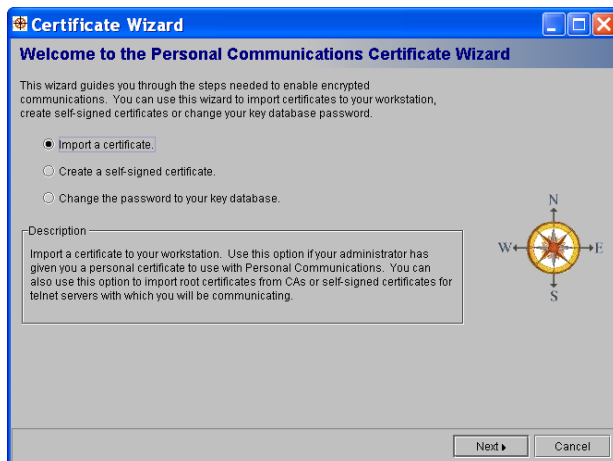 Certificate Wizard
Welcome to the Personal Communications Certificate Wizard
This wizard guides you through the steps needed to enable encrypted
communications. You can use this wizard to import certificates to your workstation,
create self-signed certificates or change your key database password.
Import a certificate.
Create a self-signed certificate.
Change the password to your key database.
N
W
E
S
Description
Import a certificate to your workstation. Use this option if your administrator has
given you a personal certificate to use with Personal Communications. You can
also use this option to import root certificates from CAs or self-signed certificates for
telnet servers with which you will be communicating.
Next
Cancel